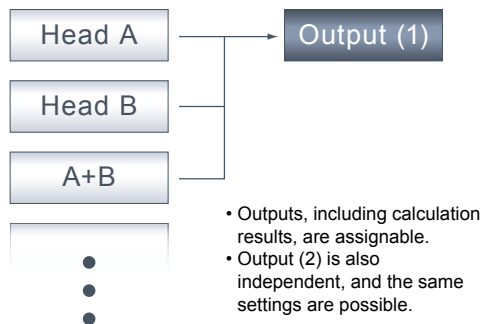 Head A
Output (1)
Head B
A+B
• Outputs, including calculation
results, are assignable.
• Output (2) is also
independent, and the same
settings are possible.